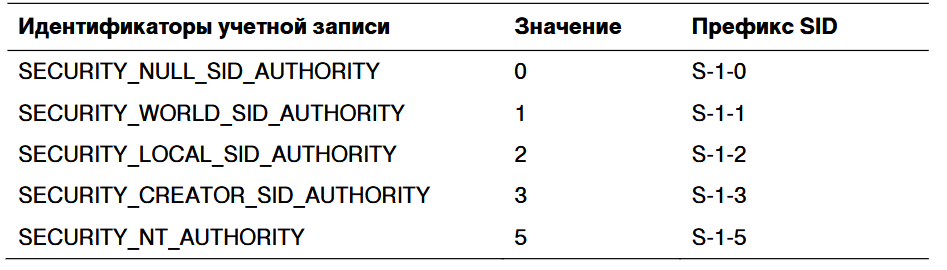 Идентификаторы учетной записи Значение Префикс SID
SECURITY_NULL_SID_AUTHORITY 0 S-1-0
SECURITY_WORLD_SID_AUTHORITY 1 S-1-1
SECURITY_LOCAL_SID_AUTHORITY 2 S-1-2
SECURITY_CREATOR_SID_AUTHORITY 3 S-1-3
SECURITY_NT_AUTHORITY 5 S-1-5